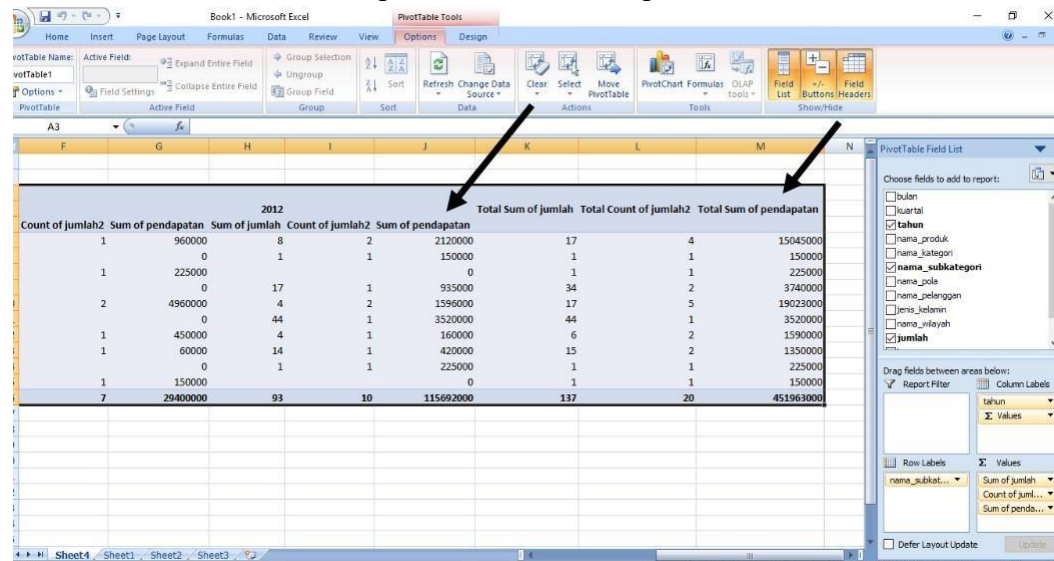 Book1 - Microsoft Excel PivotTable Tools
Home Insert Page Layout Formulas Data Review View Options Design
PivotTable Name: Active Field: Expand Entire Field Group Selection
PivotTable1 Collapse Entire Field Ungroup Sort Refresh Change Data Source Clear Select Move PivotTable PivotChart Formulas OLAP tools Field List +/- Buttons Field Headers
Options Field Settings Group Field
PivotTable Active Field Group Sort Data Actions Tools Show/Hide
A3 fx
F G H I J K L M N
2012 Total Sum of jumlah Total Count of jumlah2 Total Sum of pendapatan
Count of jumlah2 Sum of pendapatan Sum of jumlah Count of jumlah2 Sum of pendapatan
1 960000 8 2 2120000 17 4 15045000
0 1 1 150000 1 1 150000
1 225000 0 1 1 225000
0 17 1 935000 34 2 3740000
2 4960000 4 2 1596000 17 5 19023000
0 44 1 3520000 44 1 3520000
1 450000 4 1 160000 6 2 1590000
1 60000 14 1 420000 15 2 1350000
0 1 1 225000 1 1 225000
1 150000 0 1 1 150000
7 29400000 93 10 115692000 137 20 451963000
PivotTable Field List
Choose fields to add to report:
bulan
kuartal
tahun
nama_produk
nama_kategori
nama_subkategori
nama_pola
nama_pelanggan
jenis_kelamin
nama_wilayah
jumlah
Drag fields between areas below:
Report Filter Column Labels
tahun
Σ Values
Row Labels Σ Values
nama_subkat... Sum of jumlah
Count of juml...
Sum of penda...
Defer Layout Update Update
Sheet4 Sheet1 Sheet2 Sheet3